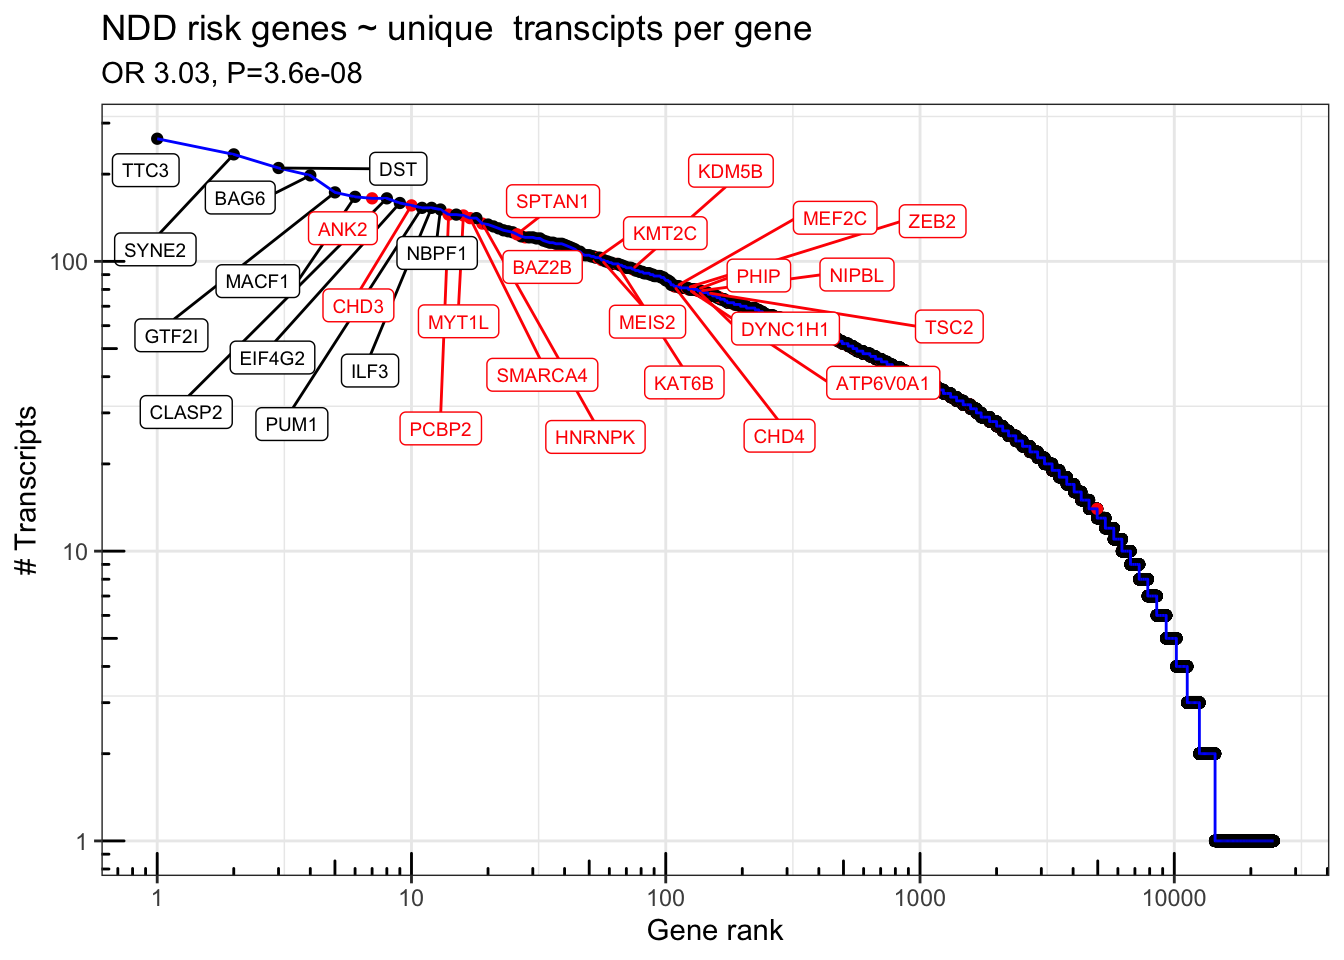 NDD risk genes ~ unique  transcipts per gene
OR 3.03, P=3.6e-08
# Transcripts
100
10
1
TTC3
DST
KDM5B
BAG6
SPTAN1
MEF2C
ZEB2
ANK2
KMT2C
SYNE2
NBPF1
BAZ2B
PHIP
NIPBL
MACF1
CHD3
MYT1L
MEIS2
DYNC1H1
TSC2
GTF2I
EIF4G2
ILF3
SMARCA4
KAT6B
ATP6V0A1
CLASP2
PUM1
PCBP2
HNRNPK
CHD4
1
10
100
1000
10000
Gene rank